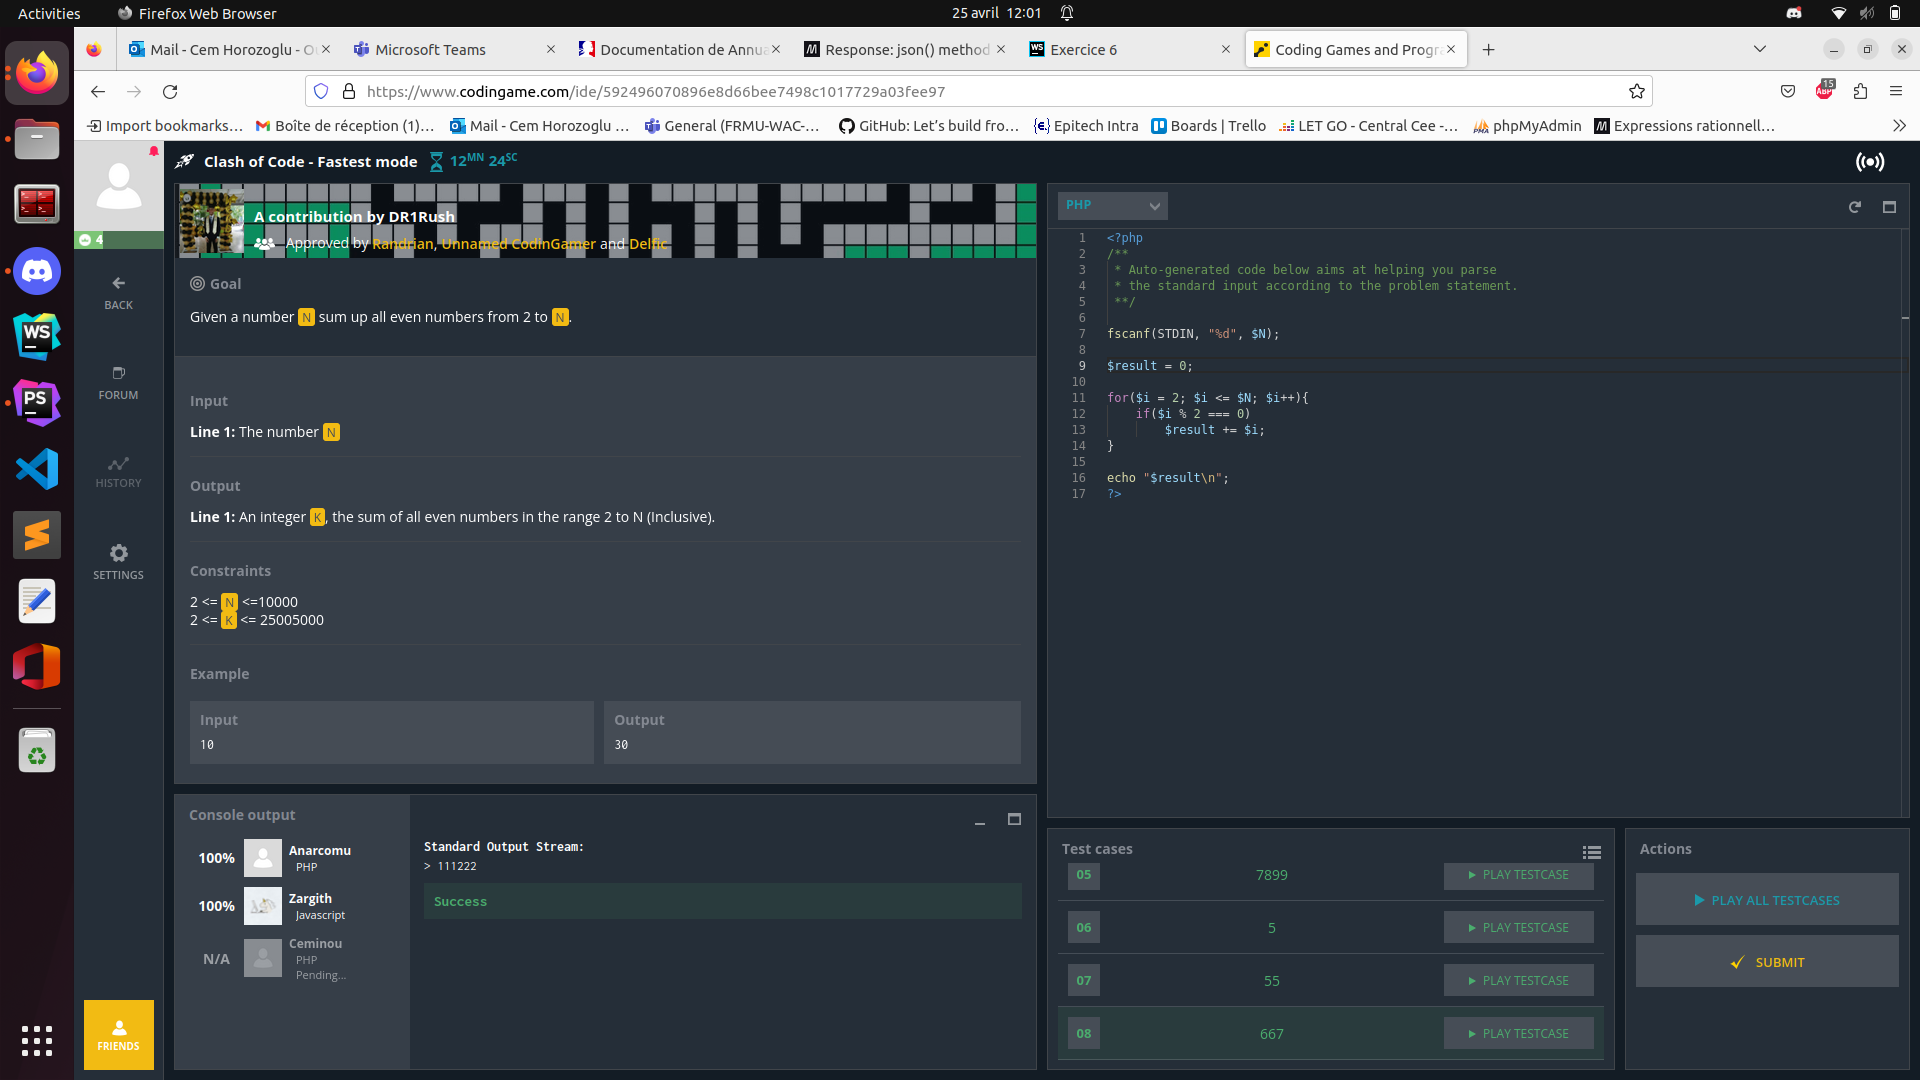 Activities
Firefox Web Browser
25 avril 12:01
Mail - Cem Horozoglu - O
Microsoft Teams
Documentation de Annua
Response: json() method
Exercice 6
Coding Games and Progr
https://www.codingame.com/ide/592496070896e8d66bee7498c1017729a03fee97
15
ABP
Import bookmarks...
Boîte de réception (1)...
Mail - Cem Horozoglu ...
General (FRMU-WAC-...
GitHub: Let's build fro...
Epitech Intra
Boards | Trello
LET GO - Central Cee -...
phpMyAdmin
Expressions rationnell...
4
BACK
FORUM
HISTORY
SETTINGS
FRIENDS
Clash of Code - Fastest mode
12MN 24SC
A contribution by DR1Rush
Approved by Randrian, Unnamed CodinGamer and Delfic
Goal
Given a number N sum up all even numbers from 2 to N.
Input
Line 1: The number N
Output
Line 1: An integer K, the sum of all even numbers in the range 2 to N (Inclusive).
Constraints
2 <= N <=10000
2 <= K <= 25005000
Example
Input
10
Output
30
Console output
100%
Anarcomu
PHP
100%
Zargith
Javascript
N/A
Ceminou
PHP
Pending...
Standard Output Stream:
> 111222
Success
PHP
1 <?php
2 /**
3 * Auto-generated code below aims at helping you parse
4 * the standard input according to the problem statement.
5 **/
6
7 fscanf(STDIN, "%d", $N);
8
9 $result = 0;
10
11 for($i = 2; $i <= $N; $i++){
12 if($i % 2 === 0)
13 $result += $i;
14 }
15
16 echo "$result\n";
17 ?>
Test cases
05 7899 PLAY TESTCASE
06 5 PLAY TESTCASE
07 55 PLAY TESTCASE
08 667 PLAY TESTCASE
Actions
PLAY ALL TESTCASES
SUBMIT
WS
PS